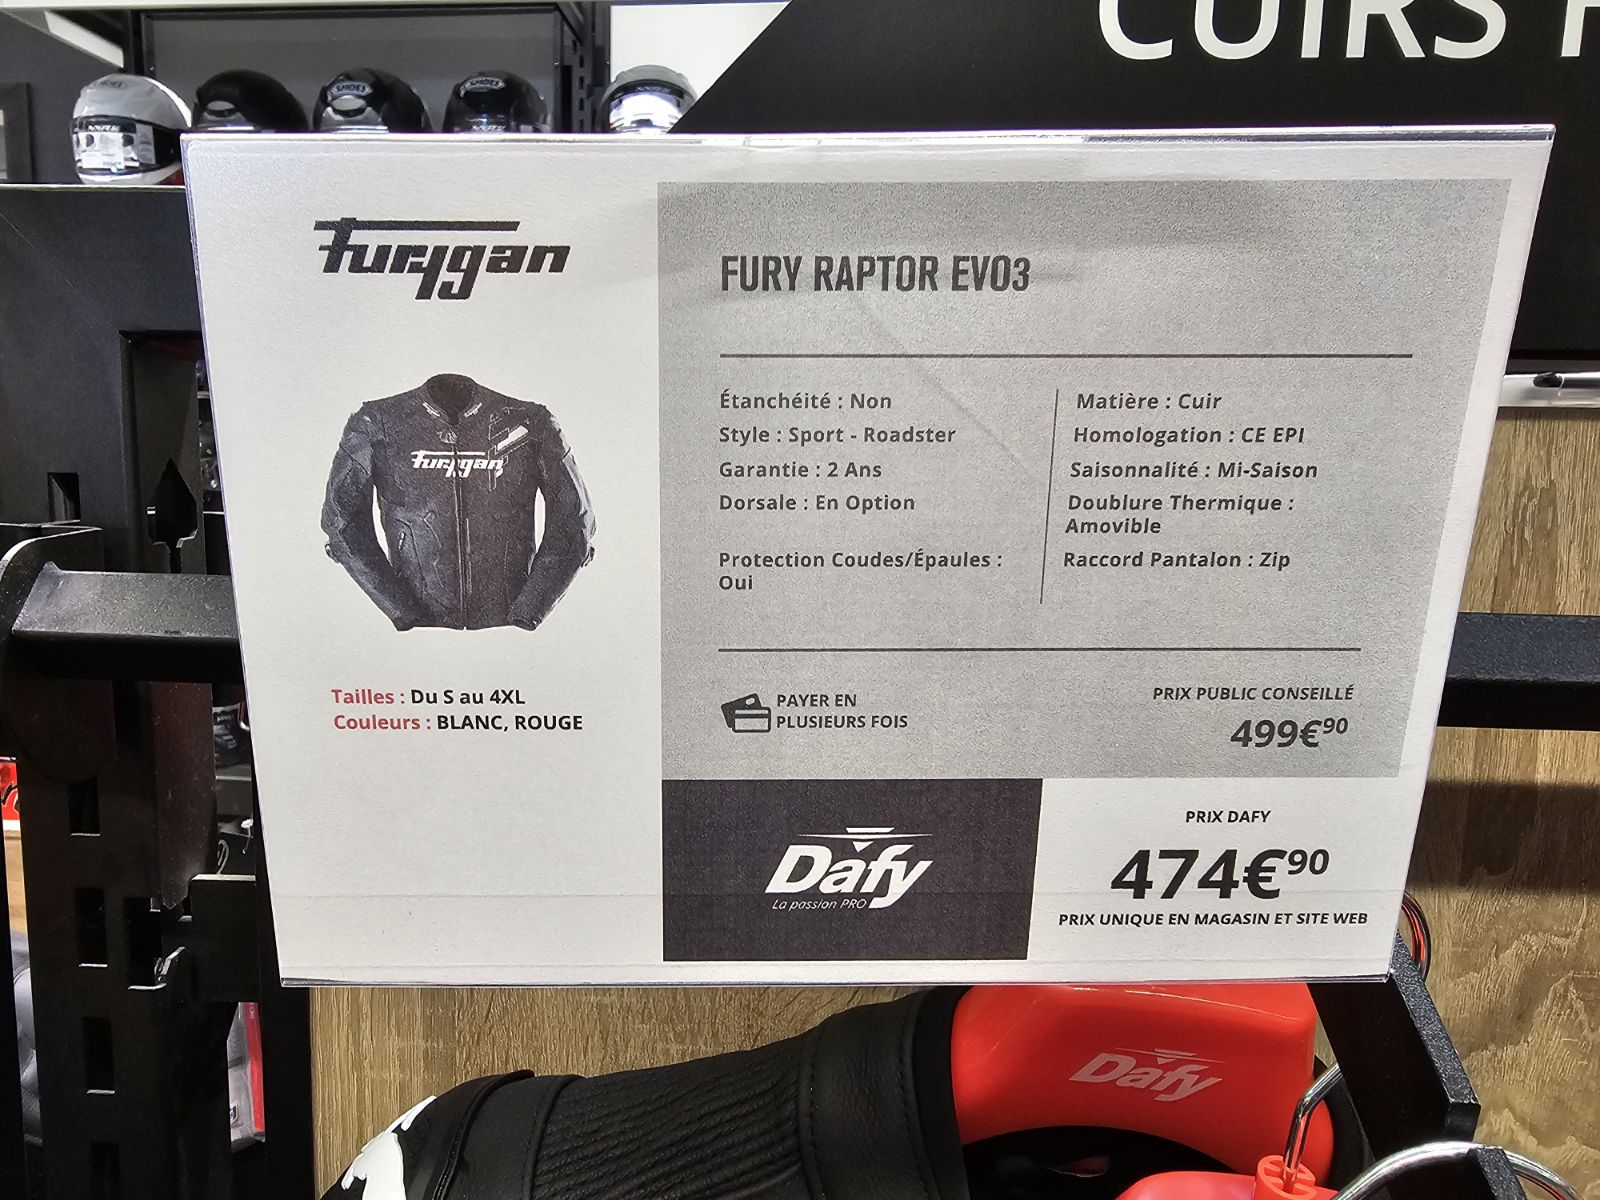 CUIRS
SHOEI
SHOEI
furygan
FURY RAPTOR EVO3
furygan
Étanchéité : Non
Style : Sport - Roadster
Garantie : 2 Ans
Dorsale : En Option
Protection Coudes/Épaules :
Oui
Matière : Cuir
Homologation : CE EPI
Saisonnalité : Mi-Saison
Doublure Thermique :
Amovible
Raccord Pantalon : Zip
Tailles : Du S au 4XL
Couleurs : BLANC, ROUGE
PAYER EN
PLUSIEURS FOIS
PRIX PUBLIC CONSEILLÉ
499€90
Dafy
La passion PRO
PRIX DAFY
474€90
PRIX UNIQUE EN MAGASIN ET SITE WEB
Dafy